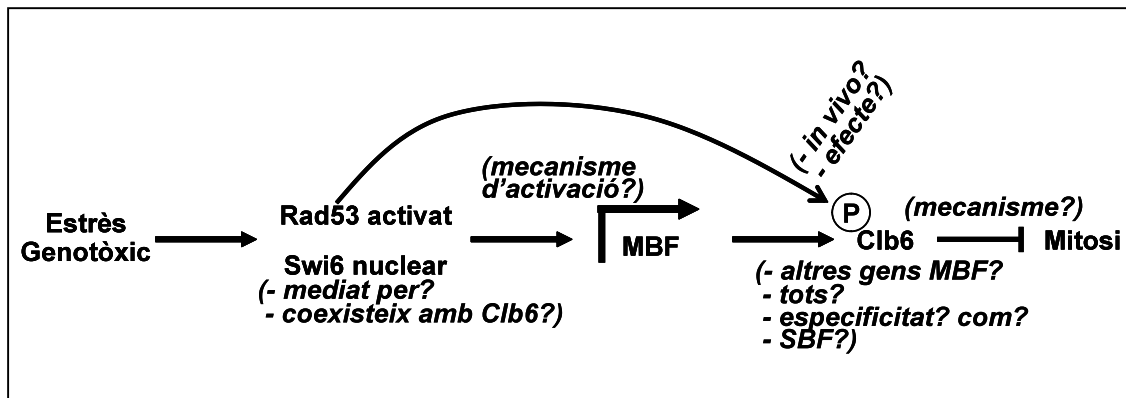 (- in vivo?
- efecte?)
(mecanisme
d’activació?)
Estrès
Genotòxic
Rad53 activat
Swi6 nuclear
(- mediat per?
- coexisteix amb Clb6?)
MBF
P
Clb6
(- altres gens MBF?
- tots?
- especificitat? com?
- SBF?)
(mecanisme?)
Mitosi